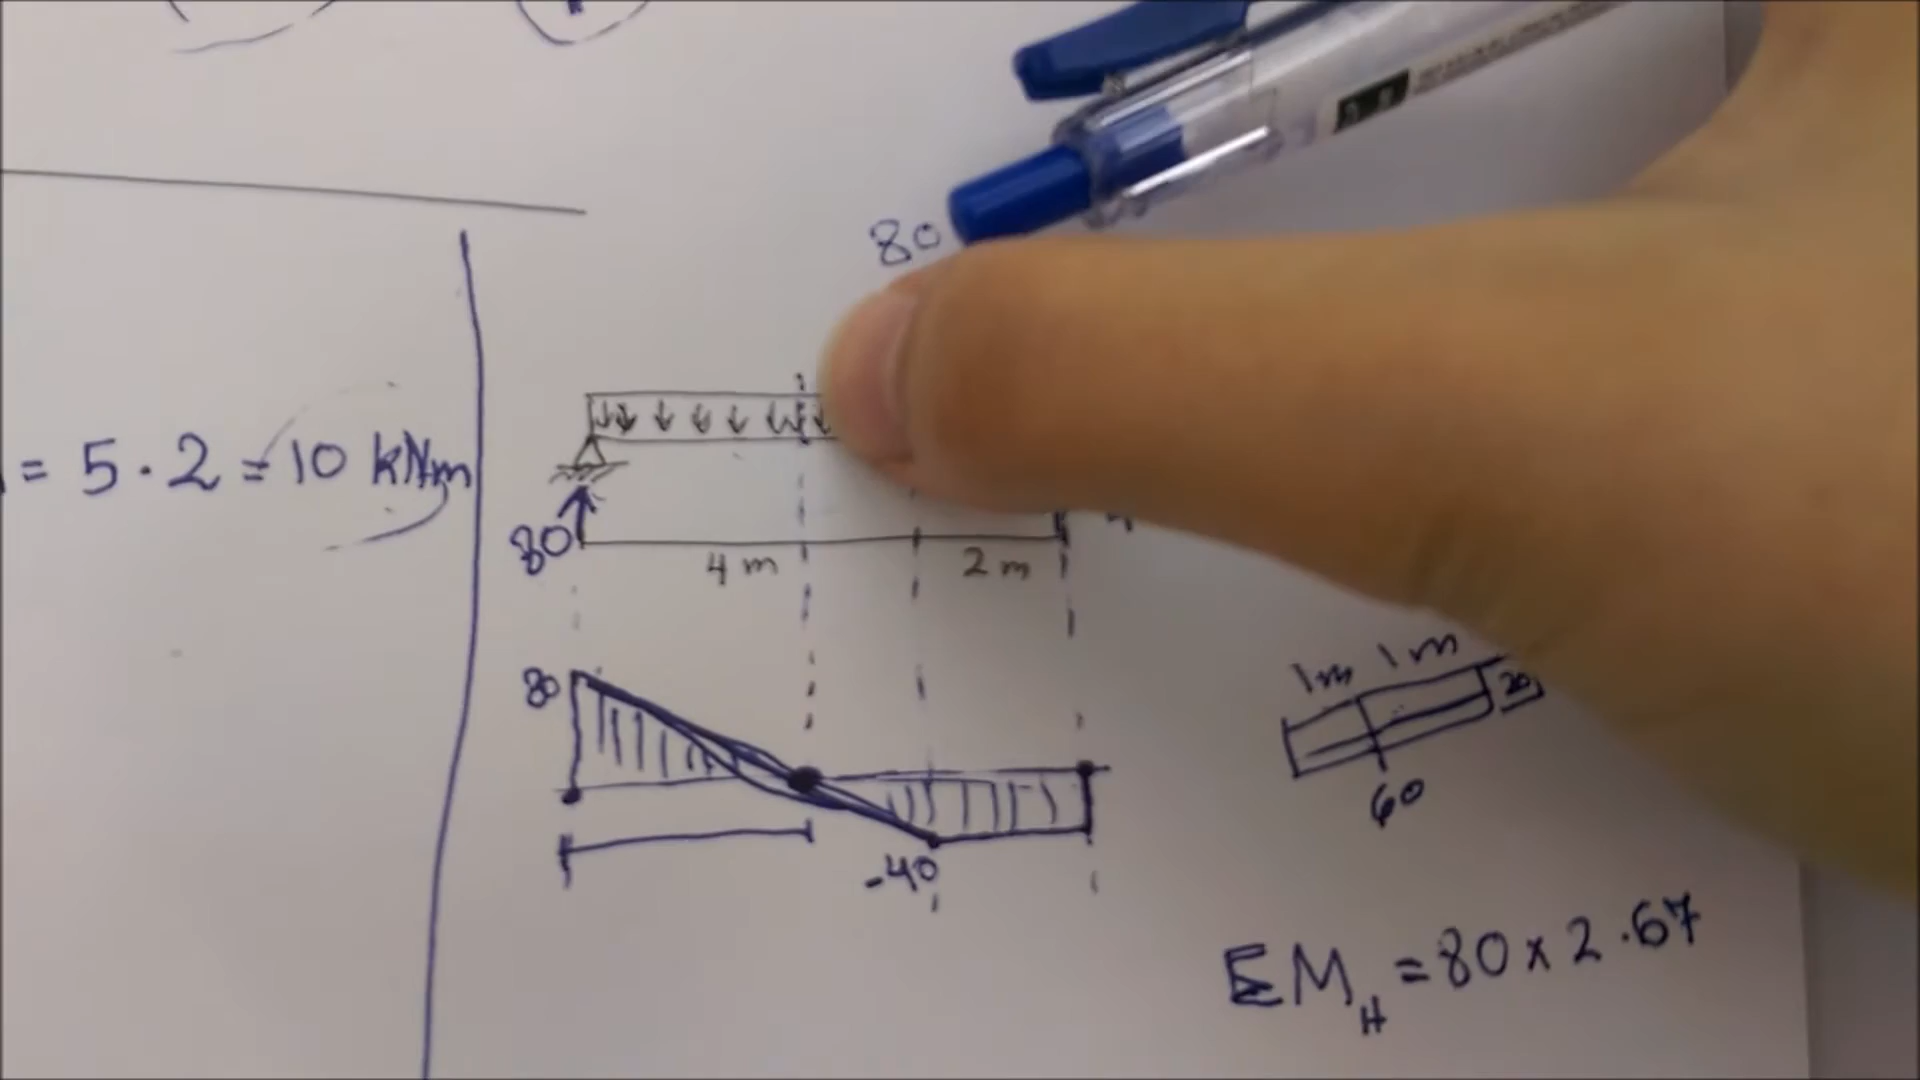 = 5 · 2 = 10 kNm
80
80
4 m
2 m
80
-40
1m 1m
20
60
ΣM_H = 80 x 2.67